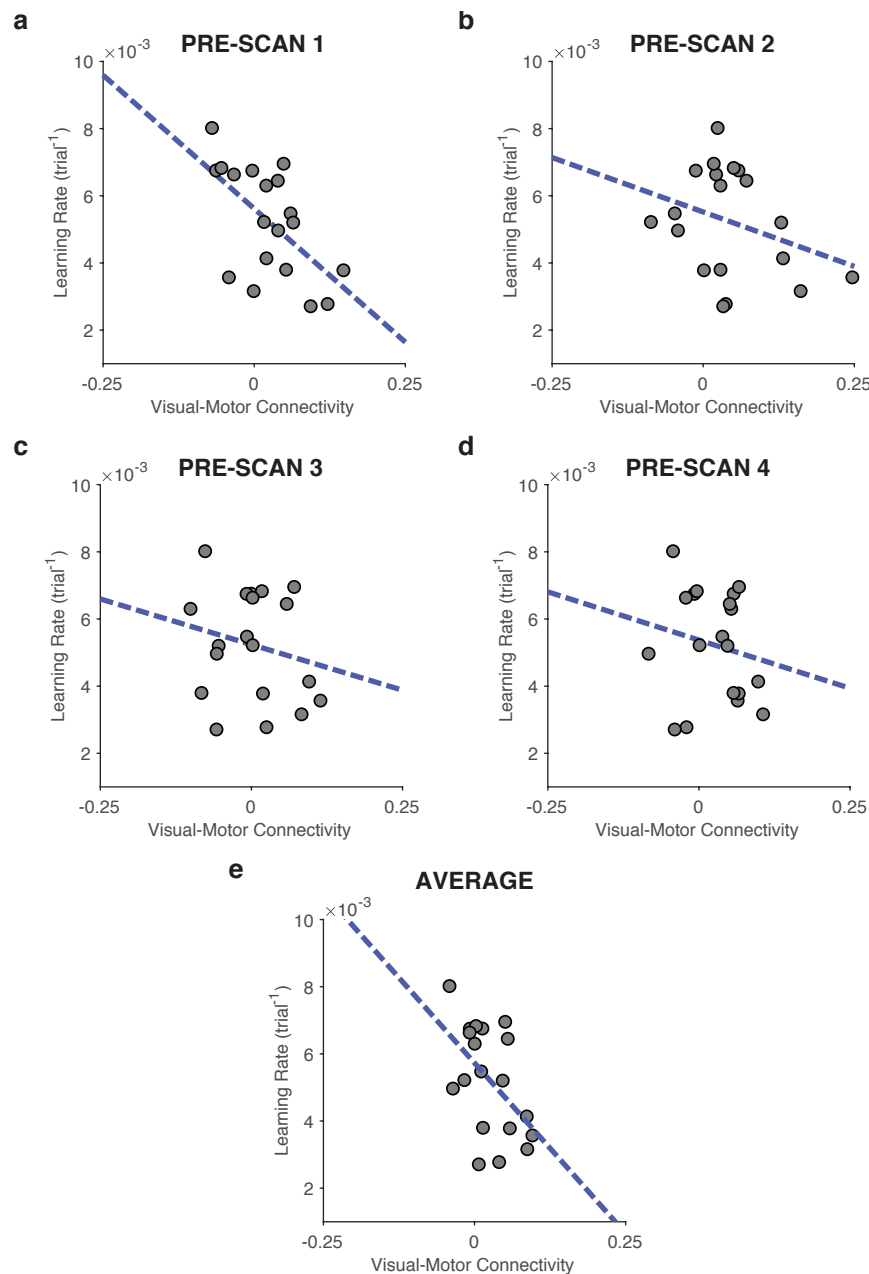 a
PRE-SCAN 1
×10⁻³
10
8
6
4
2
Learning Rate (trial⁻¹)
-0.25
0
0.25
Visual-Motor Connectivity
b
PRE-SCAN 2
×10⁻³
10
8
6
4
2
Learning Rate (trial⁻¹)
-0.25
0
0.25
Visual-Motor Connectivity
c
PRE-SCAN 3
×10⁻³
10
8
6
4
2
Learning Rate (trial⁻¹)
-0.25
0
0.25
Visual-Motor Connectivity
d
PRE-SCAN 4
×10⁻³
10
8
6
4
2
Learning Rate (trial⁻¹)
-0.25
0
0.25
Visual-Motor Connectivity
e
AVERAGE
×10⁻³
10
8
6
4
2
Learning Rate (trial⁻¹)
-0.25
0
0.25
Visual-Motor Connectivity